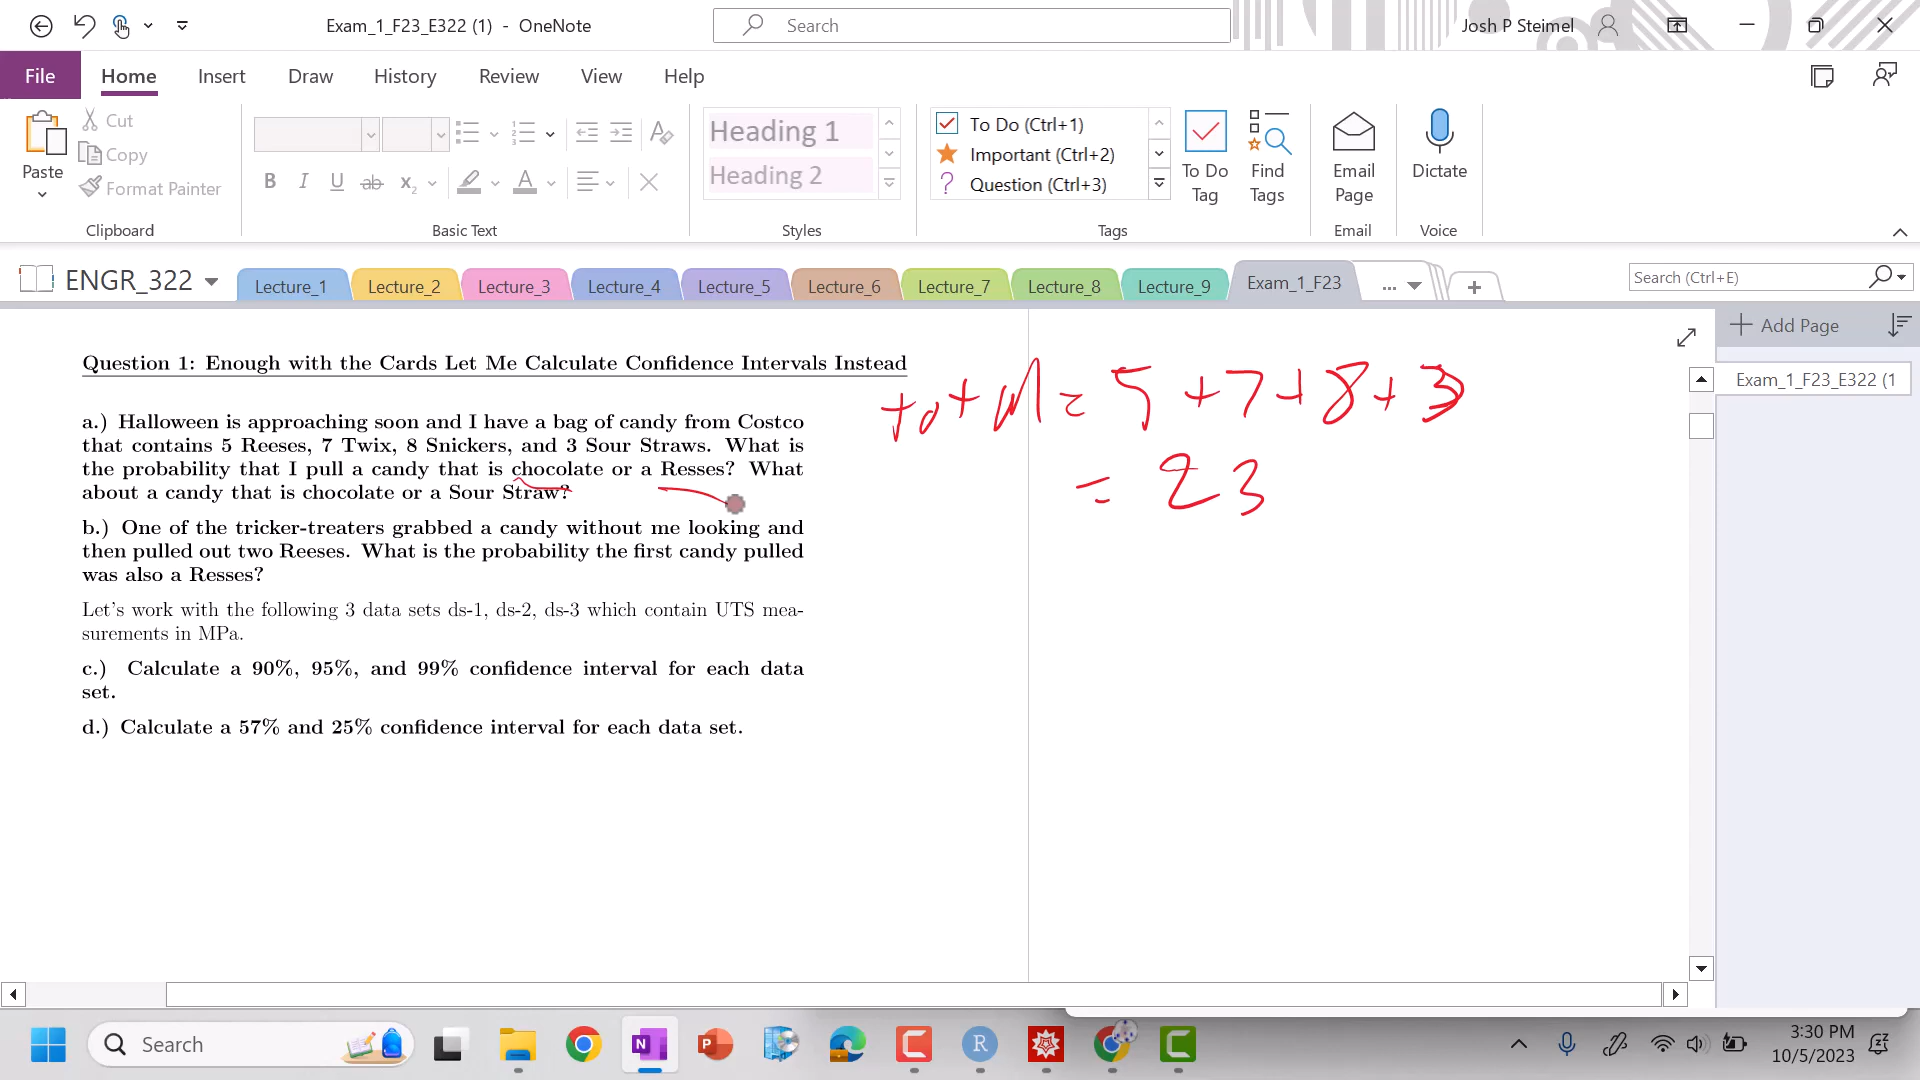 Exam_1_F23_E322 (1) - OneNote
Search
Josh P Steimel
File Home Insert Draw History Review View Help
Paste
Cut
Copy
Format Painter
Clipboard
B I U ab x₂ A
Basic Text
Heading 1
Heading 2
Styles
To Do (Ctrl+1)
Important (Ctrl+2)
Question (Ctrl+3)
To Do Tag
Find Tags
Tags
Email Page
Email
Dictate
Voice
ENGR_322
Lecture_1 Lecture_2 Lecture_3 Lecture_4 Lecture_5 Lecture_6 Lecture_7 Lecture_8 Lecture_9 Exam_1_F23 ...
Search (Ctrl+E)
Add Page
Exam_1_F23_E322 (1
Question 1: Enough with the Cards Let Me Calculate Confidence Intervals Instead
a.) Halloween is approaching soon and I have a bag of candy from Costco
that contains 5 Reeses, 7 Twix, 8 Snickers, and 3 Sour Straws. What is
the probability that I pull a candy that is chocolate or a Resses? What
about a candy that is chocolate or a Sour Straw?
b.) One of the tricker-treaters grabbed a candy without me looking and
then pulled out two Reeses. What is the probability the first candy pulled
was also a Resses?
Let's work with the following 3 data sets ds-1, ds-2, ds-3 which contain UTS mea-
surements in MPa.
c.) Calculate a 90%, 95%, and 99% confidence interval for each data
set.
d.) Calculate a 57% and 25% confidence interval for each data set.
total = 5 + 7 + 8 + 3
= 23
Search
3:30 PM
10/5/2023